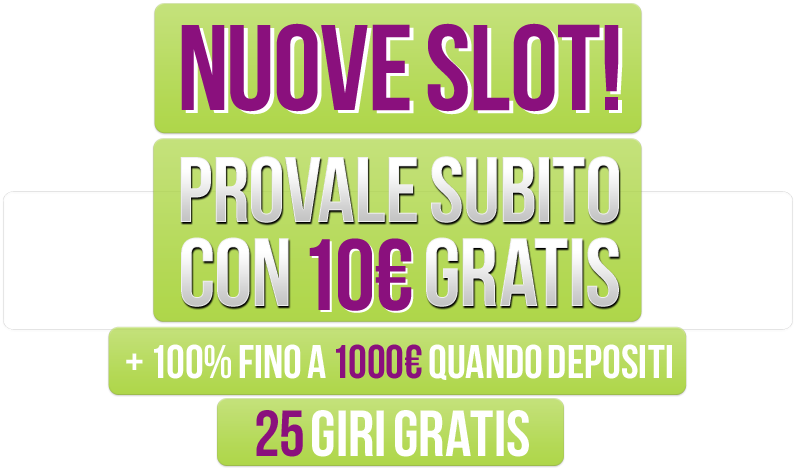 NUOVE SLOT!
PROVALE SUBITO
CON 10€ GRATIS
+ 100% FINO A 1000€ QUANDO DEPOSITI
25 GIRI GRATIS